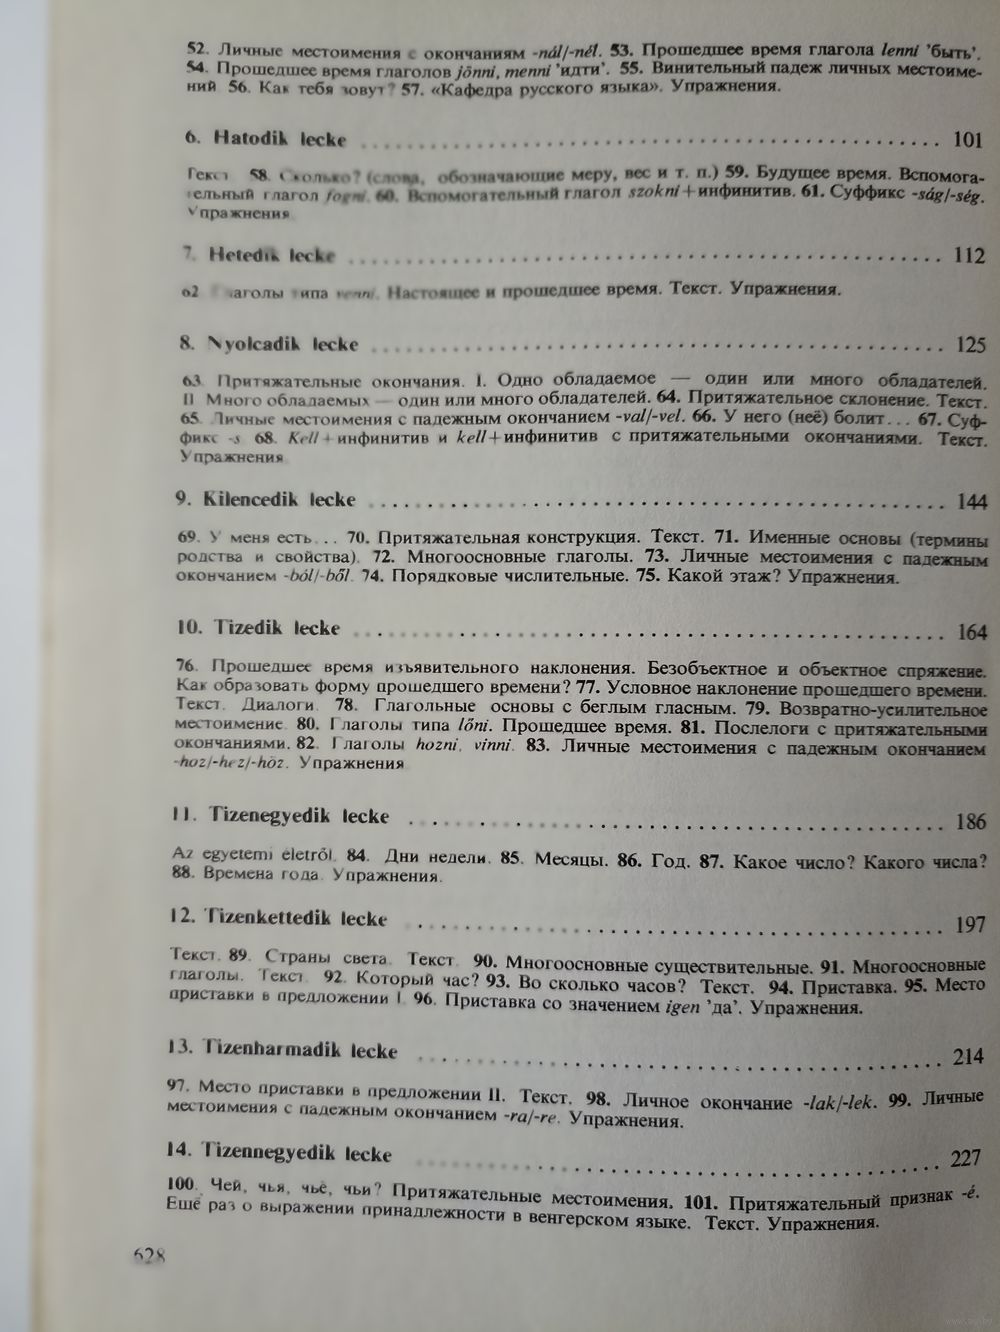 52. Личные местоимения с окончаниям -nál/-nél. 53. Прошедшее время глагола lenni ’быть’.
54. Прошедшее время глаголов jönni, menni ’идти’. 55. Винительный падеж личных местоиме-
ний 56. Как тебя зовут? 57. «Кафедра русского языка». Упражнения.
6. Hatodik lecke 101
Текст 58. Сколько? (слова, обозначающие меру, вес и т. п.) 59. Будущее время. Вспомога-
тельный глагол fogni. 60. Вспомогательный глагол szokni+инфинитив. 61. Суффикс -ság/-ség.
Упражнения
7. Hetedik lecke 112
62 Глаголы типа venni. Настоящее и прошедшее время. Текст. Упражнения.
8. Nyolcadik lecke 125
63 Притяжательные окончания. I. Одно обладаемое — один или много обладателей.
II Много обладаемых — один или много обладателей. 64. Притяжательное склонение. Текст.
65. Личные местоимения с падежным окончанием -val/-vel. 66. У него (неё) болит... 67. Суф-
фикс -s 68. Kell+инфинитив и kell+инфинитив с притяжательными окончаниями. Текст.
Упражнения
9. Kilencedik lecke 144
69. У меня есть... 70. Притяжательная конструкция. Текст. 71. Именные основы (термины
родства и свойства). 72. Многоосновные глаголы. 73. Личные местоимения с падежным
окончанием -ból/-ből. 74. Порядковые числительные. 75. Какой этаж? Упражнения.
10. Tizedik lecke 164
76. Прошедшее время изъявительного наклонения. Безобъектное и объектное спряжение.
Как образовать форму прошедшего времени? 77. Условное наклонение прошедшего времени.
Текст. Диалоги. 78. Глагольные основы с беглым гласным. 79. Возвратно-усилительное
местоимение 80. Глаголы типа lőni. Прошедшее время. 81. Послелоги с притяжательными
окончаниями. 82. Глаголы hozni, vinni. 83. Личные местоимения с падежным окончанием
-hoz/-hez/-höz. Упражнения
11. Tizenegyedik lecke 186
Az egyetemi életről. 84. Дни недели. 85. Месяцы. 86. Год. 87. Какое число? Какого числа?
88. Времена года. Упражнения.
12. Tizenkettedik lecke 197
Текст. 89. Страны света. Текст 90. Многоосновные существительные. 91. Многоосновные
глаголы. Текст 92. Который час? 93. Во сколько часов? Текст. 94. Приставка. 95. Место
приставки в предложении I. 96. Приставка со значением igen ’да’. Упражнения.
13. Tizenharmadik lecke 214
97. Место приставки в предложении II. Текст. 98. Личное окончание -lak/-lek. 99. Личные
местоимения с падежным окончанием -ra/-re. Упражнения.
14. Tizennegyedik lecke 227
100. Чей, чья, чьё, чьи? Притяжательные местоимения. 101. Притяжательный признак -é.
Ещё раз о выражении принадлежности в венгерском языке. Текст. Упражнения.
628